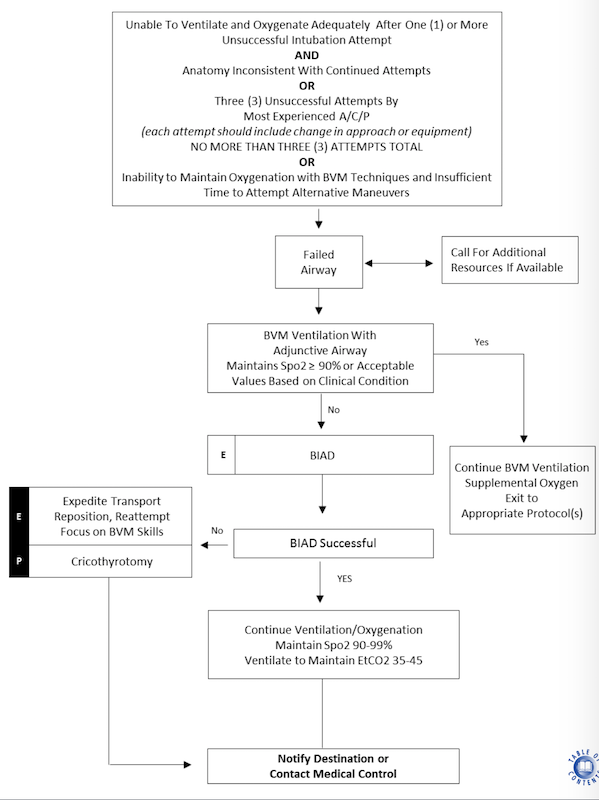 Unable To Ventilate and Oxygenate Adequately After One (1) or More
Unsuccessful Intubation Attempt
AND
Anatomy Inconsistent With Continued Attempts
OR
Three (3) Unsuccessful Attempts By
Most Experienced A/C/P
(each attempt should include change in approach or equipment)
NO MORE THAN THREE (3) ATTEMPTS TOTAL
OR
Inability to Maintain Oxygenation with BVM Techniques and Insufficient
Time to Attempt Alternative Maneuvers
Failed
Airway
Call For Additional
Resources If Available
BVM Ventilation With
Adjunctive Airway
Maintains Spo2 ≥ 90% or Acceptable
Values Based on Clinical Condition
Yes
No
E
BIAD
Continue BVM Ventilation
Supplemental Oxygen
Exit to
Appropriate Protocol(s)
E
Expedite Transport
Reposition, Reattempt
Focus on BVM Skills
P
Cricothyrotomy
No
BIAD Successful
YES
Continue Ventilation/Oxygenation
Maintain Spo2 90-99%
Ventilate to Maintain EtCO2 35-45
Notify Destination or
Contact Medical Control
TABLE O
CONTENT